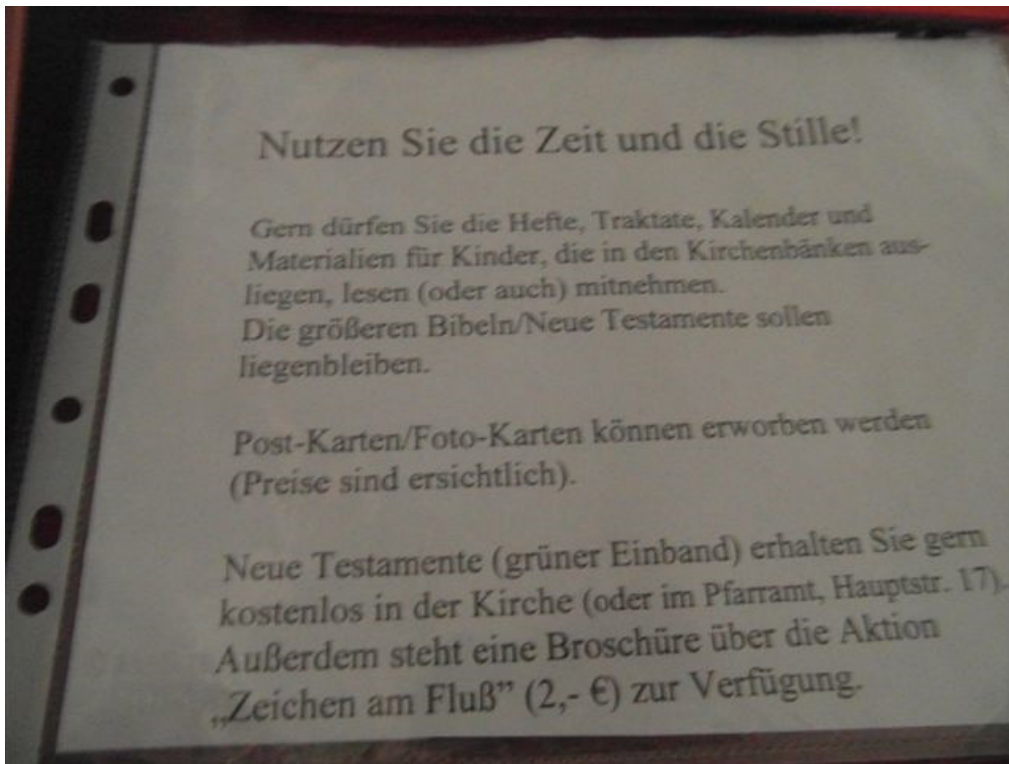 Nutzen Sie die Zeit und die Stille!
Gern dürfen Sie die Hefte, Traktate, Kalender und
Materialien für Kinder, die in den Kirchenbänken aus-
liegen, lesen (oder auch) mitnehmen.
Die größeren Bibeln/Neue Testamente sollen
liegenbleiben.
Post-Karten/Foto-Karten können erworben werden
(Preise sind ersichtlich).
Neue Testamente (grüner Einband) erhalten Sie gern
kostenlos in der Kirche (oder im Pfarramt, Hauptstr. 17).
Außerdem steht eine Broschüre über die Aktion
„Zeichen am Fluß” (2,- €) zur Verfügung.